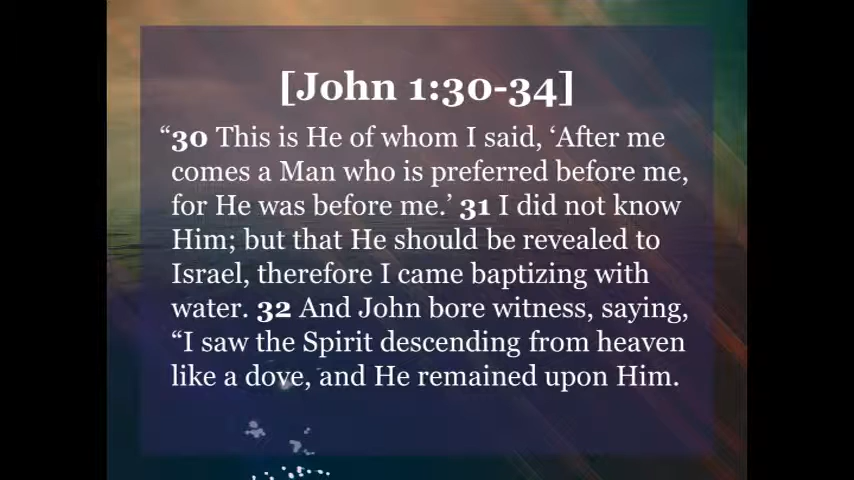 [John 1:30-34]
“30 This is He of whom I said, ‘After me
comes a Man who is preferred before me,
for He was before me.’ 31 I did not know
Him; but that He should be revealed to
Israel, therefore I came baptizing with
water. 32 And John bore witness, saying,
“I saw the Spirit descending from heaven
like a dove, and He remained upon Him.